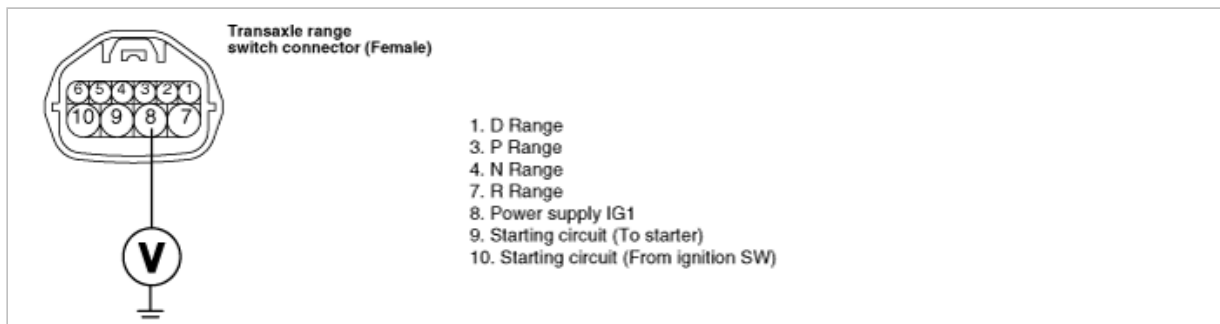 Transaxle range
switch connector (Female)
6 5 4 3 2 1
10 9 8 7
1. D Range
3. P Range
4. N Range
7. R Range
8. Power supply IG1
9. Starting circuit (To starter)
10. Starting circuit (From ignition SW)
V